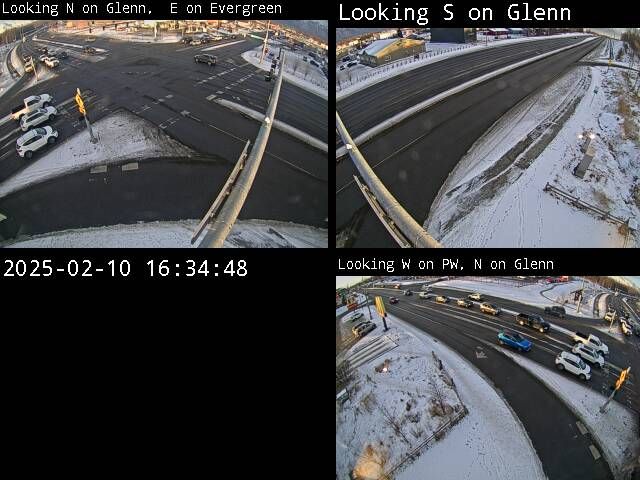 Looking N on Glenn,  E on Evergreen
Looking S on Glenn
2025-02-10 16:34:48
Looking W on PW, N on Glenn